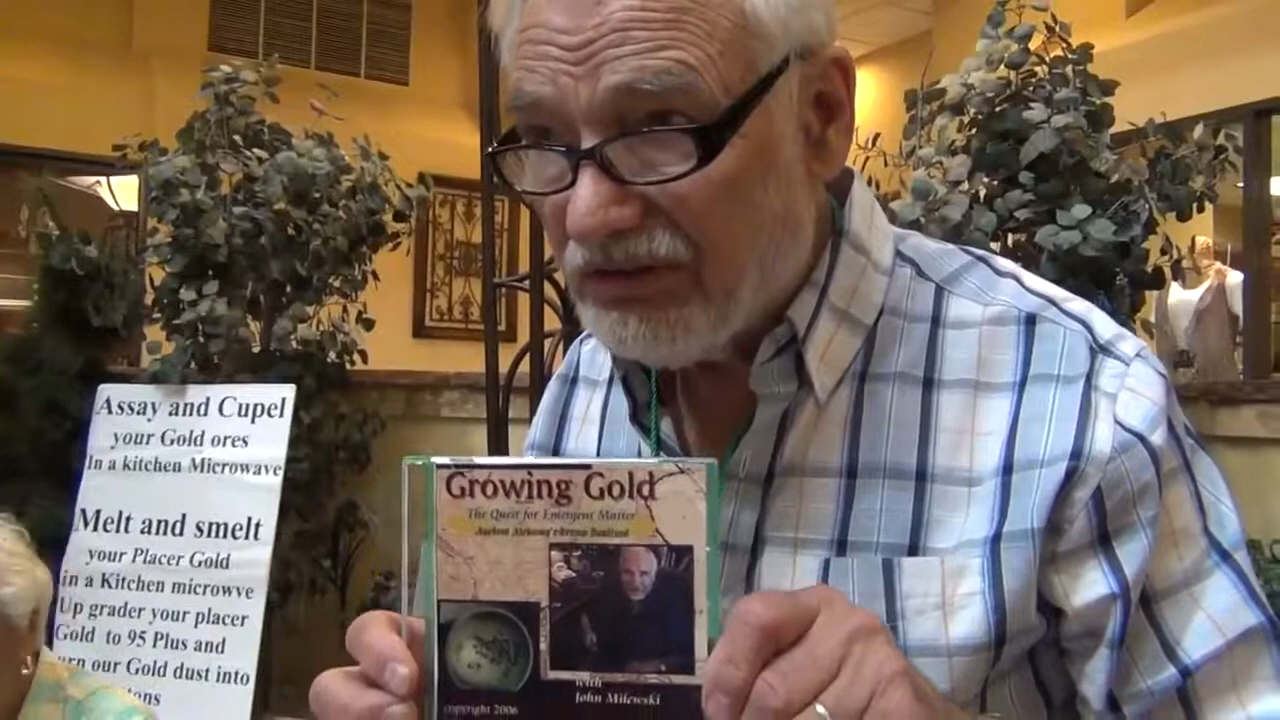 Assay and Cupel
your Gold ores
In a kitchen Microwave
Melt and smelt
your Placer Gold
in a Kitchen microwve
Up grader your placer
Gold to 95 Plus and
our Gold dust into
Growing Gold
The Quest for Emergent Matter
Ancient
with
John Milewski
copyright 2006